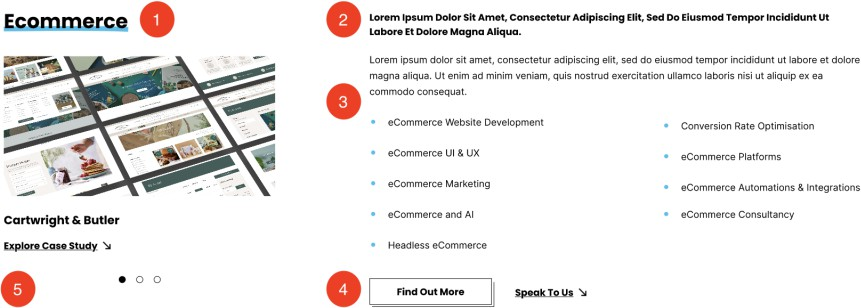 Ecommerce
1
Cartwright & Butler
Explore Case Study
5
2
Lorem Ipsum Dolor Sit Amet, Consectetur Adipiscing Elit, Sed Do Eiusmod Tempor Incididunt Ut
Labore Et Dolore Magna Aliqua.
Lorem ipsum dolor sit amet, consectetur adipiscing elit, sed do eiusmod tempor incididunt ut labore et dolore
magna aliqua. Ut enim ad minim veniam, quis nostrud exercitation ullamco laboris nisi ut aliquip ex ea
commodo consequat.
3
eCommerce Website Development
eCommerce UI & UX
eCommerce Marketing
eCommerce and AI
Headless eCommerce
Conversion Rate Optimisation
eCommerce Platforms
eCommerce Automations & Integrations
eCommerce Consultancy
4
Find Out More
Speak To Us